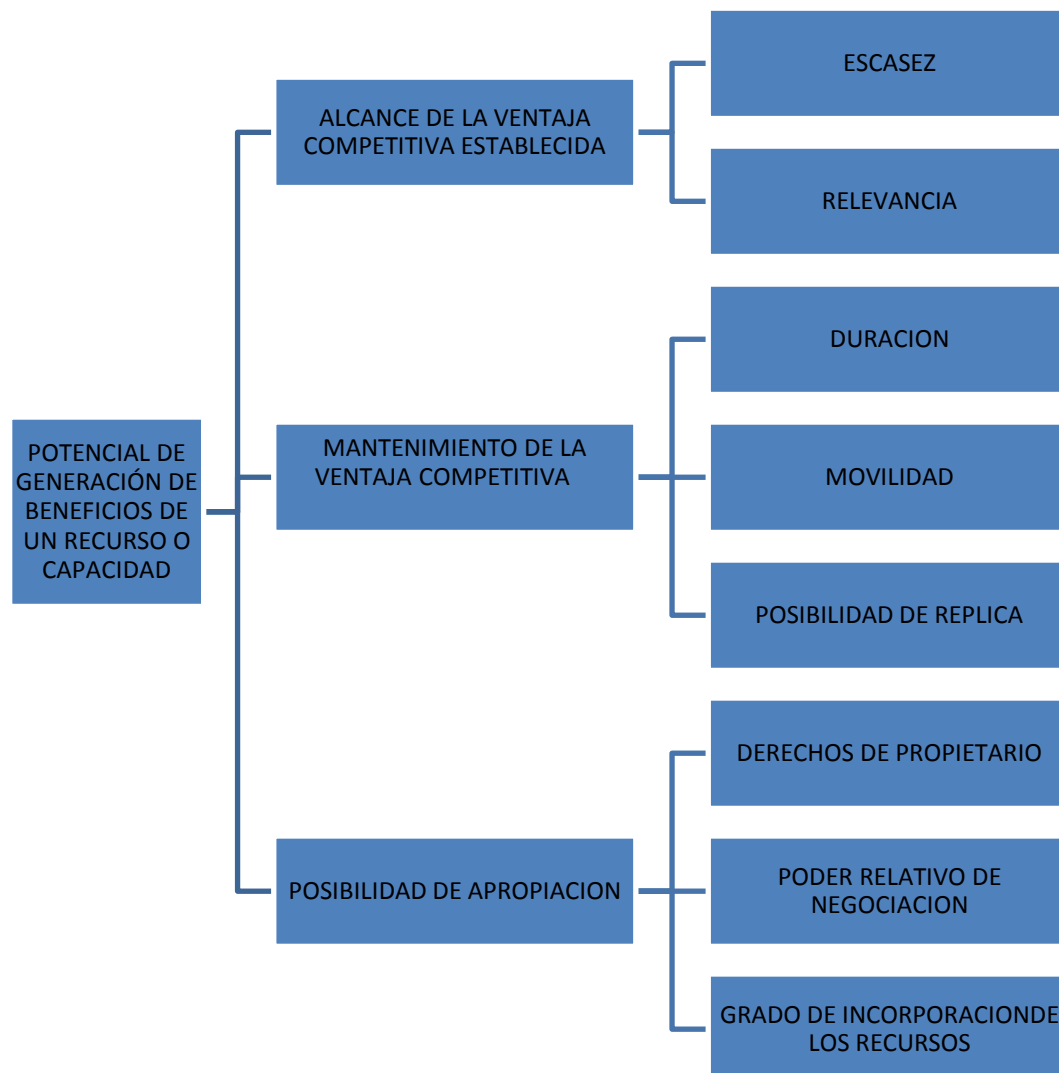 POTENCIAL DE
GENERACIÓN DE
BENEFICIOS DE
UN RECURSO O
CAPACIDAD
ALCANCE DE LA VENTAJA
COMPETITIVA ESTABLECIDA
ESCASEZ
RELEVANCIA
MANTENIMIENTO DE LA
VENTAJA COMPETITIVA
DURACION
MOVILIDAD
POSIBILIDAD DE REPLICA
POSIBILIDAD DE APROPIACION
DERECHOS DE PROPIETARIO
PODER RELATIVO DE
NEGOCIACION
GRADO DE INCORPORACIONDE
LOS RECURSOS